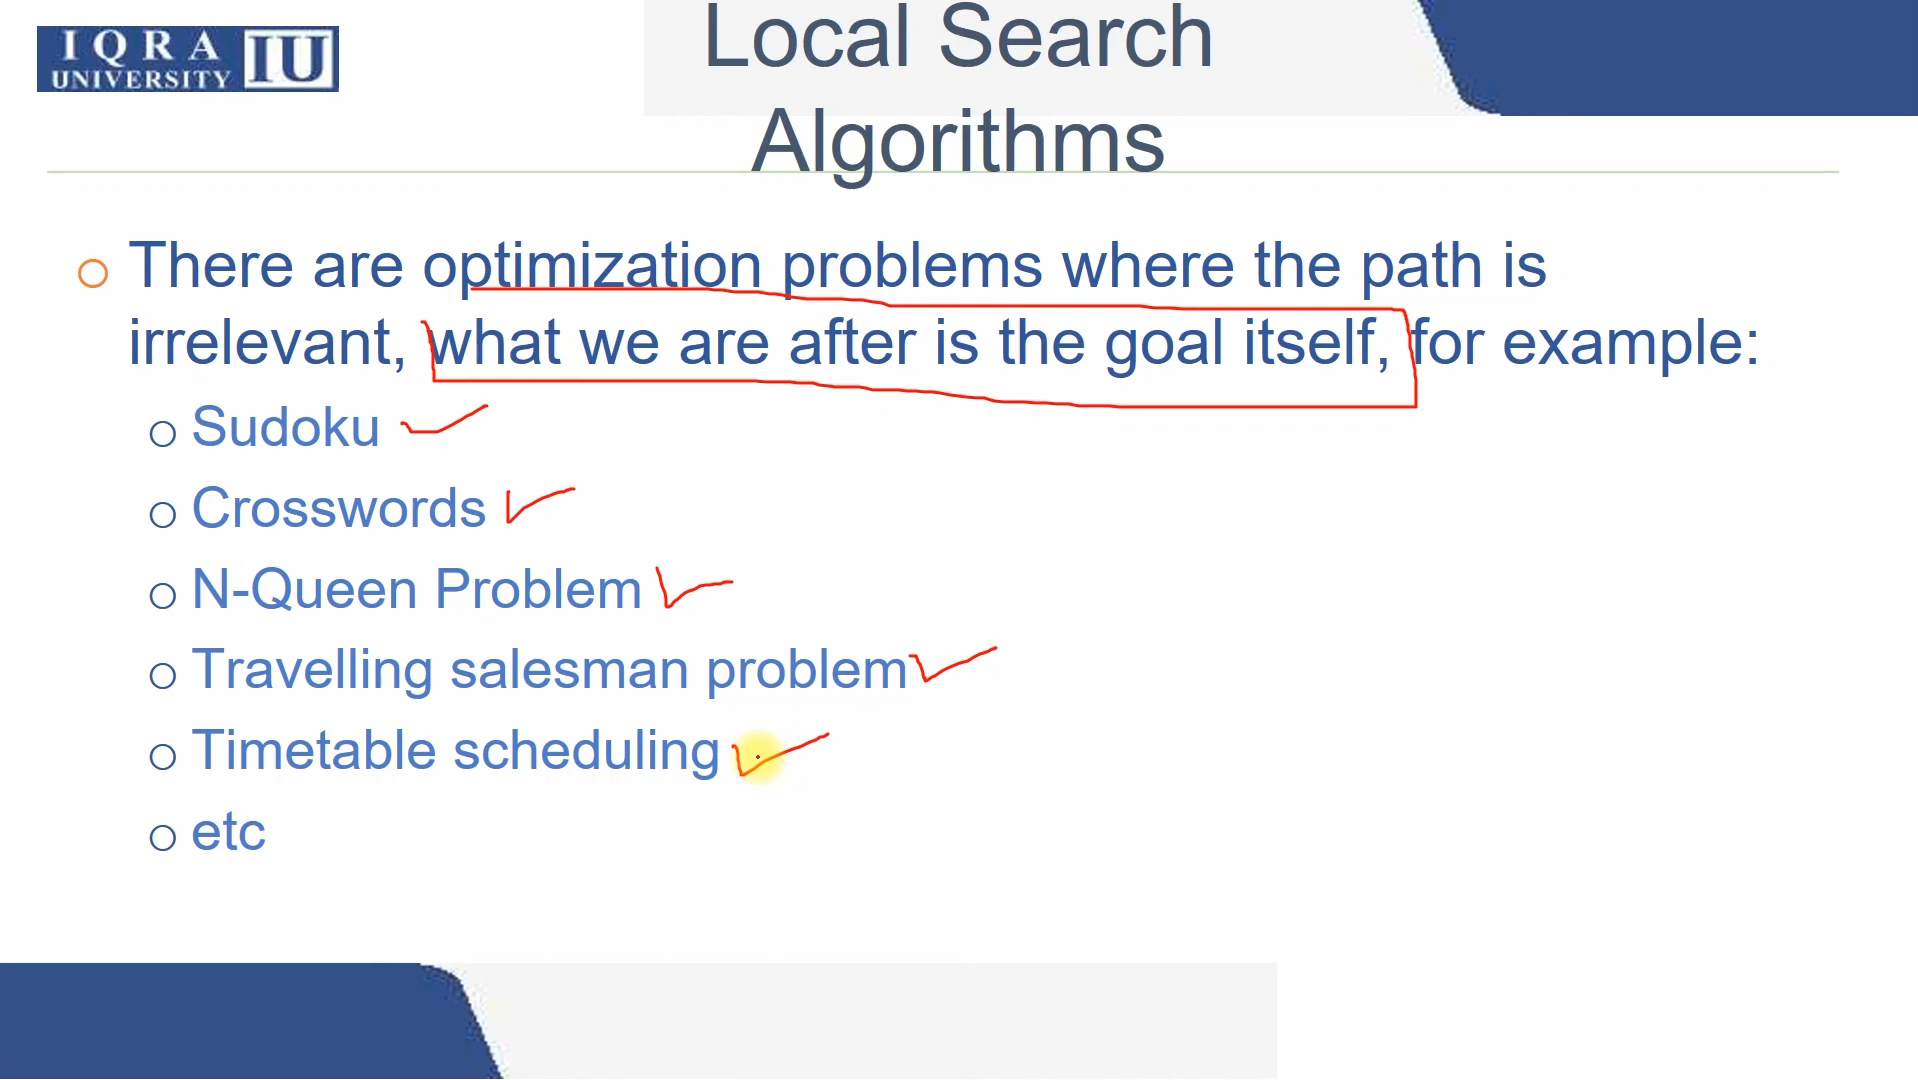 IQRA
UNIVERSITY IU
Local Search
Algorithms
There are optimization problems where the path is
irrelevant, what we are after is the goal itself, for example:
Sudoku
Crosswords
N-Queen Problem
Travelling salesman problem
Timetable scheduling
etc